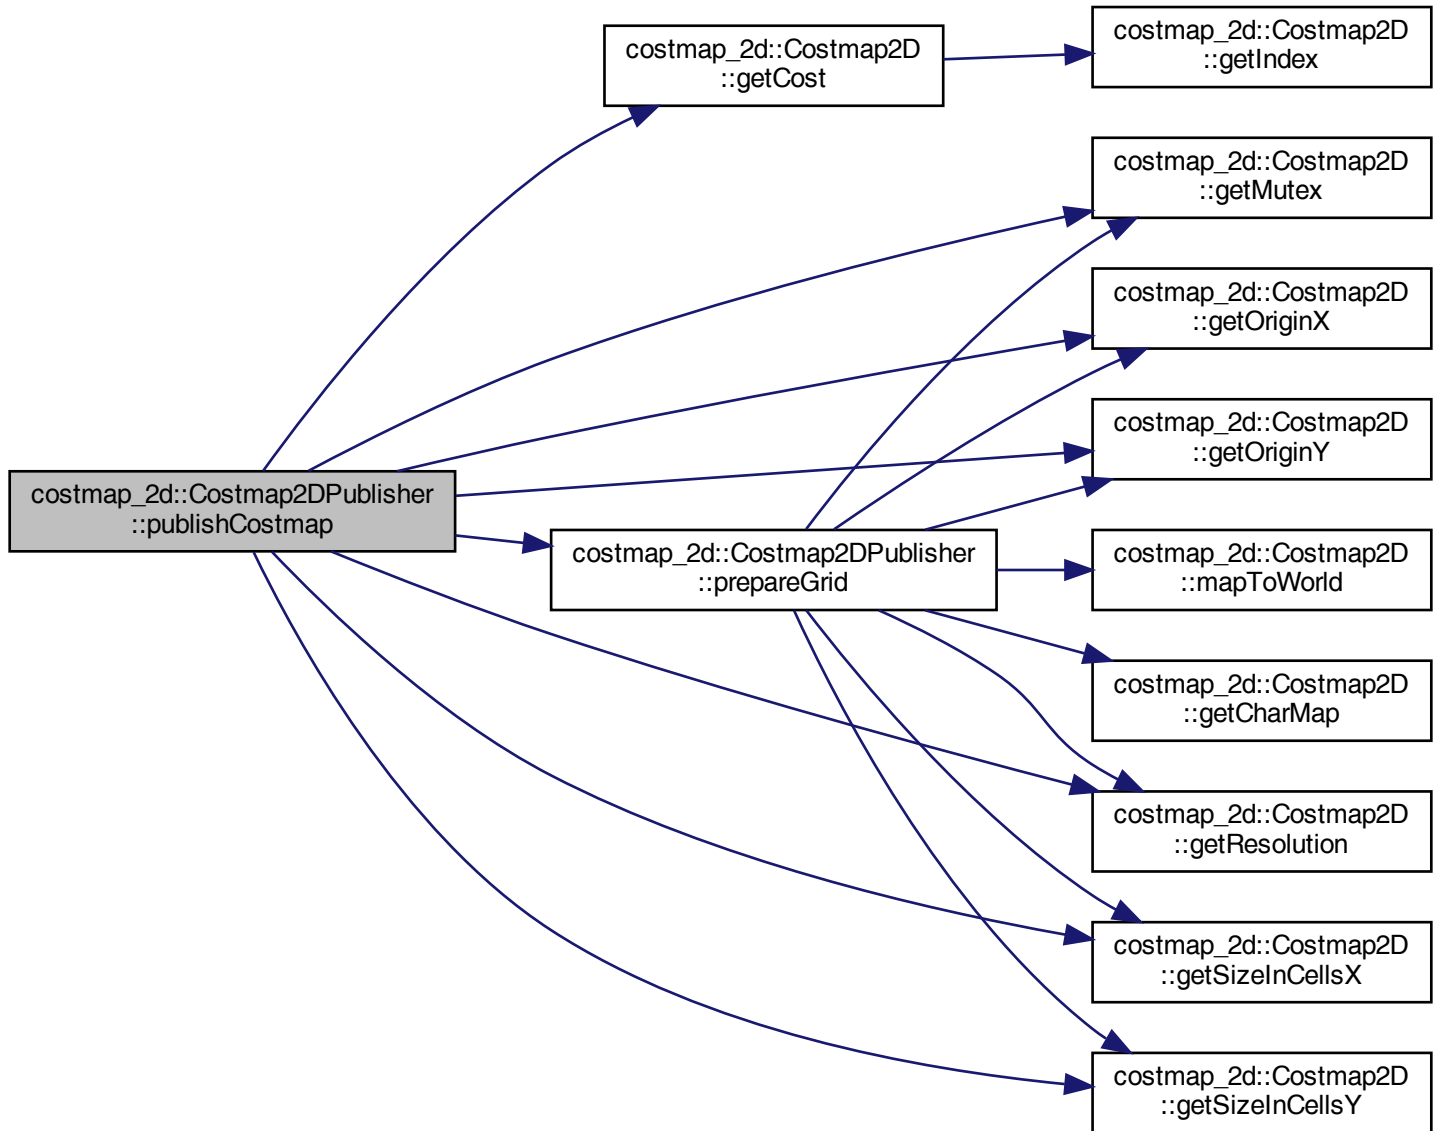 costmap_2d::Costmap2D
::getCost
costmap_2d::Costmap2D
::getIndex
costmap_2d::Costmap2D
::getMutex
costmap_2d::Costmap2D
::getOriginX
costmap_2d::Costmap2D
::getOriginY
costmap_2d::Costmap2DPublisher
::publishCostmap
costmap_2d::Costmap2DPublisher
::prepareGrid
costmap_2d::Costmap2D
::mapToWorld
costmap_2d::Costmap2D
::getCharMap
costmap_2d::Costmap2D
::getResolution
costmap_2d::Costmap2D
::getSizeInCellsX
costmap_2d::Costmap2D
::getSizeInCellsY